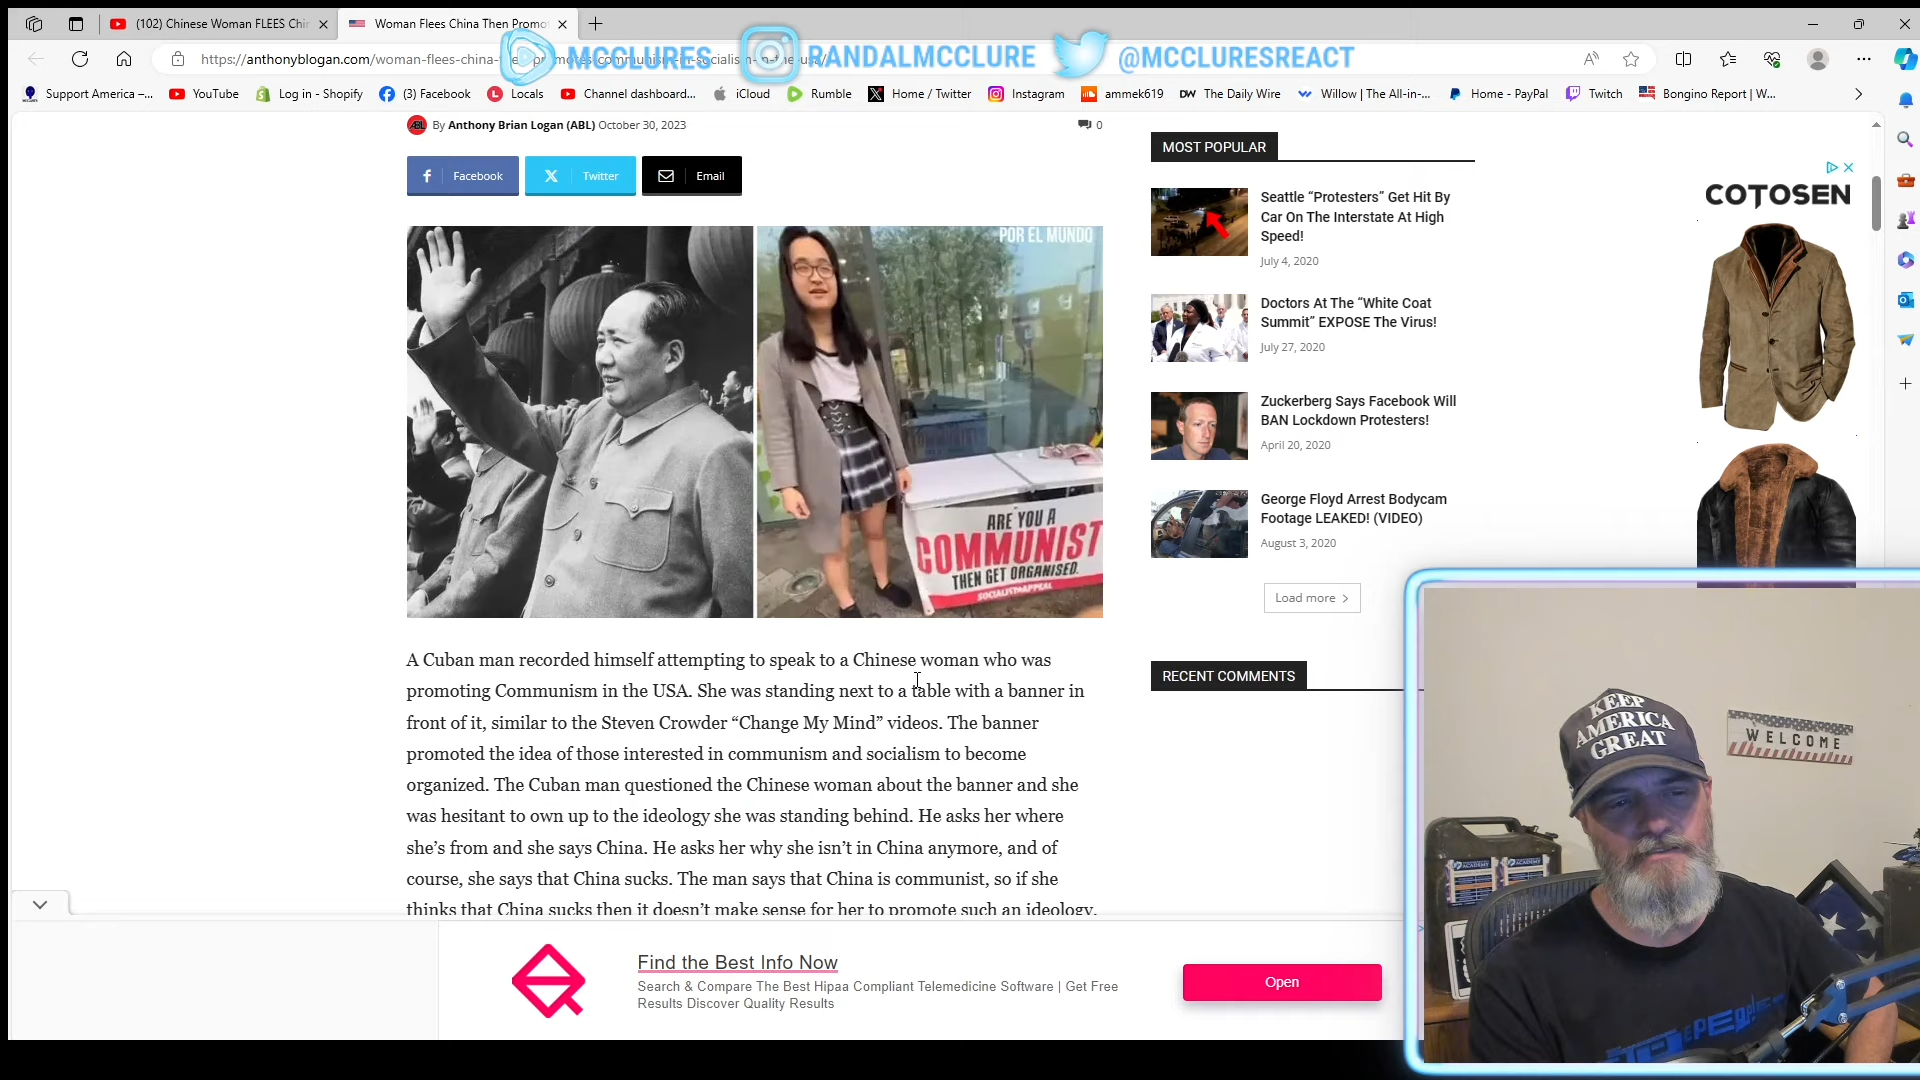 (102) Chinese Woman FLEES Chi
Woman Flees China Then Promo
https://anthonyblogan.com/woman-flees-china-the
promotes-communism-in-socialism-in-the-usa/
MCCLURES
RANDALMCCLURE
@MCCLURESREACT
Support America –...
YouTube
Log in - Shopify
(3) Facebook
Locals
Channel dashboard...
iCloud
Rumble
Home / Twitter
Instagram
ammek619
DW
The Daily Wire
Willow | The All-in-...
Home - PayPal
Twitch
Bongino Report | W...
ABL
By Anthony Brian Logan (ABL) October 30, 2023
0
Facebook
Twitter
Email
POR EL MUNDO
ARE YOU A
COMMUNIST
THEN GET ORGANISED.
SOCIALIST APPEAL
A Cuban man recorded himself attempting to speak to a Chinese woman who was
promoting Communism in the USA. She was standing next to a table with a banner in
front of it, similar to the Steven Crowder “Change My Mind” videos. The banner
promoted the idea of those interested in communism and socialism to become
organized. The Cuban man questioned the Chinese woman about the banner and she
was hesitant to own up to the ideology she was standing behind. He asks her where
she’s from and she says China. He asks her why she isn’t in China anymore, and of
course, she says that China sucks. The man says that China is communist, so if she
thinks that China sucks then it doesn’t make sense for her to promote such an ideology.
MOST POPULAR
Seattle “Protesters” Get Hit By
Car On The Interstate At High
Speed!
July 4, 2020
Doctors At The “White Coat
Summit” EXPOSE The Virus!
July 27, 2020
Zuckerberg Says Facebook Will
BAN Lockdown Protesters!
April 20, 2020
George Floyd Arrest Bodycam
Footage LEAKED! (VIDEO)
August 3, 2020
Load more
RECENT COMMENTS
COTOSEN
KEEP
AMERICA
GREAT
WELCOME
Find the Best Info Now
Search & Compare The Best Hipaa Compliant Telemedicine Software | Get Free
Results Discover Quality Results
Open